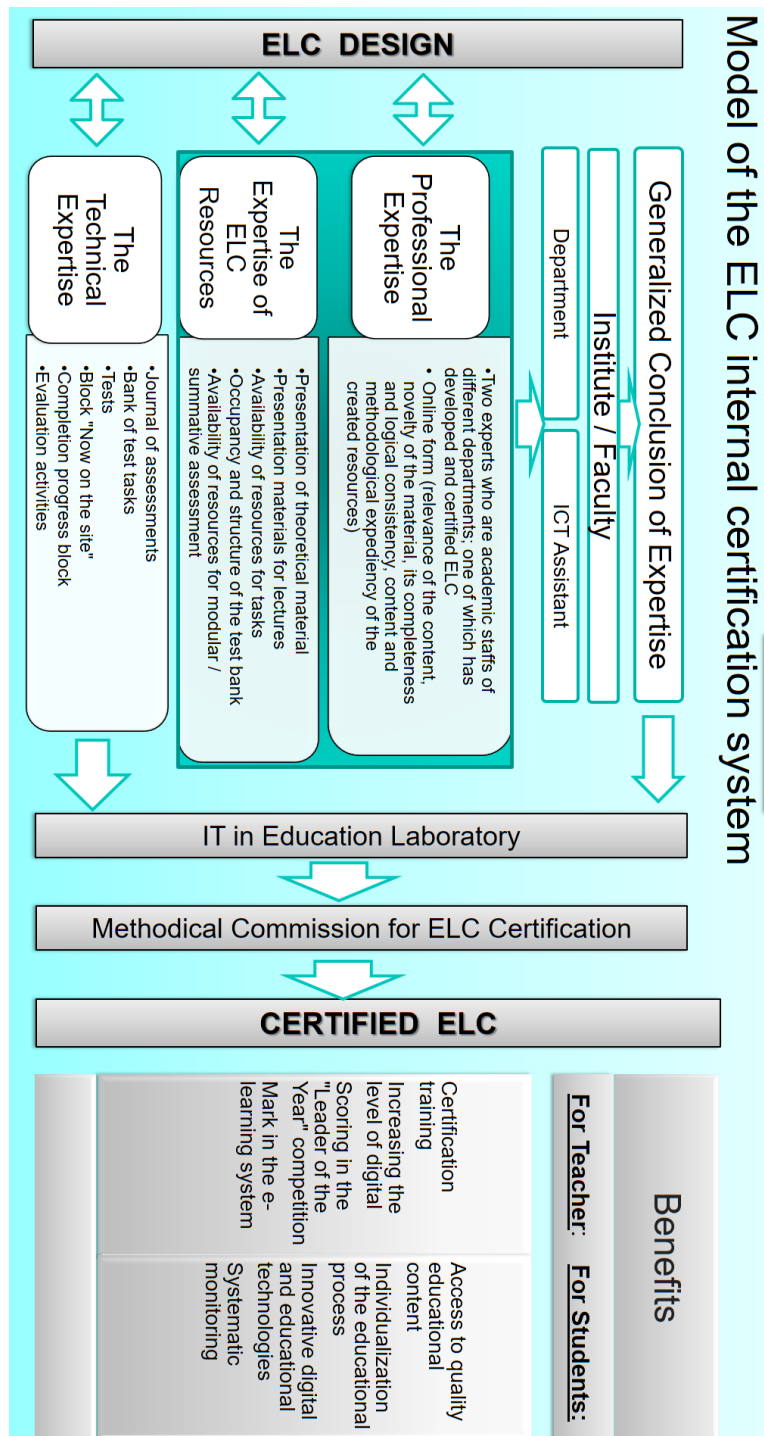 Model of the ELC internal certification system
ELC DESIGN
Generalized Conclusion of Expertise
Institute / Faculty
Department
ICT Assistant
The
Professional
Expertise
•Two experts who are academic staffs of
different departments: one of which has
developed and certified ELC
• Online form (relevance of the content,
novelty of the material, its completeness
and logical consistency, content and
methodological expediency of the
created resources)
The
Expertise of
ELC
Resources
•Presentation of theoretical material
•Presentation materials for lectures
•Availability of resources for tasks
•Occupancy and structure of the test bank
•Availability of resources for modular /
summative assessment
The
Technical
Expertise
•Journal of assessments
•Bank of test tasks
•Tests
•Block "Now on the site"
•Completion progress block
•Evaluation activities
IT in Education Laboratory
Methodical Commission for ELC Certification
CERTIFIED ELC
Benefits
For Teacher:
For Students:
Certification
training
Increasing the
level of digital
Scoring in the
"Leader of the
Year" competition
Mark in the e-
learning system
Access to quality
educational
content
Individualization
of the educational
process
Innovative digital
and educational
technologies
Systematic
monitoring